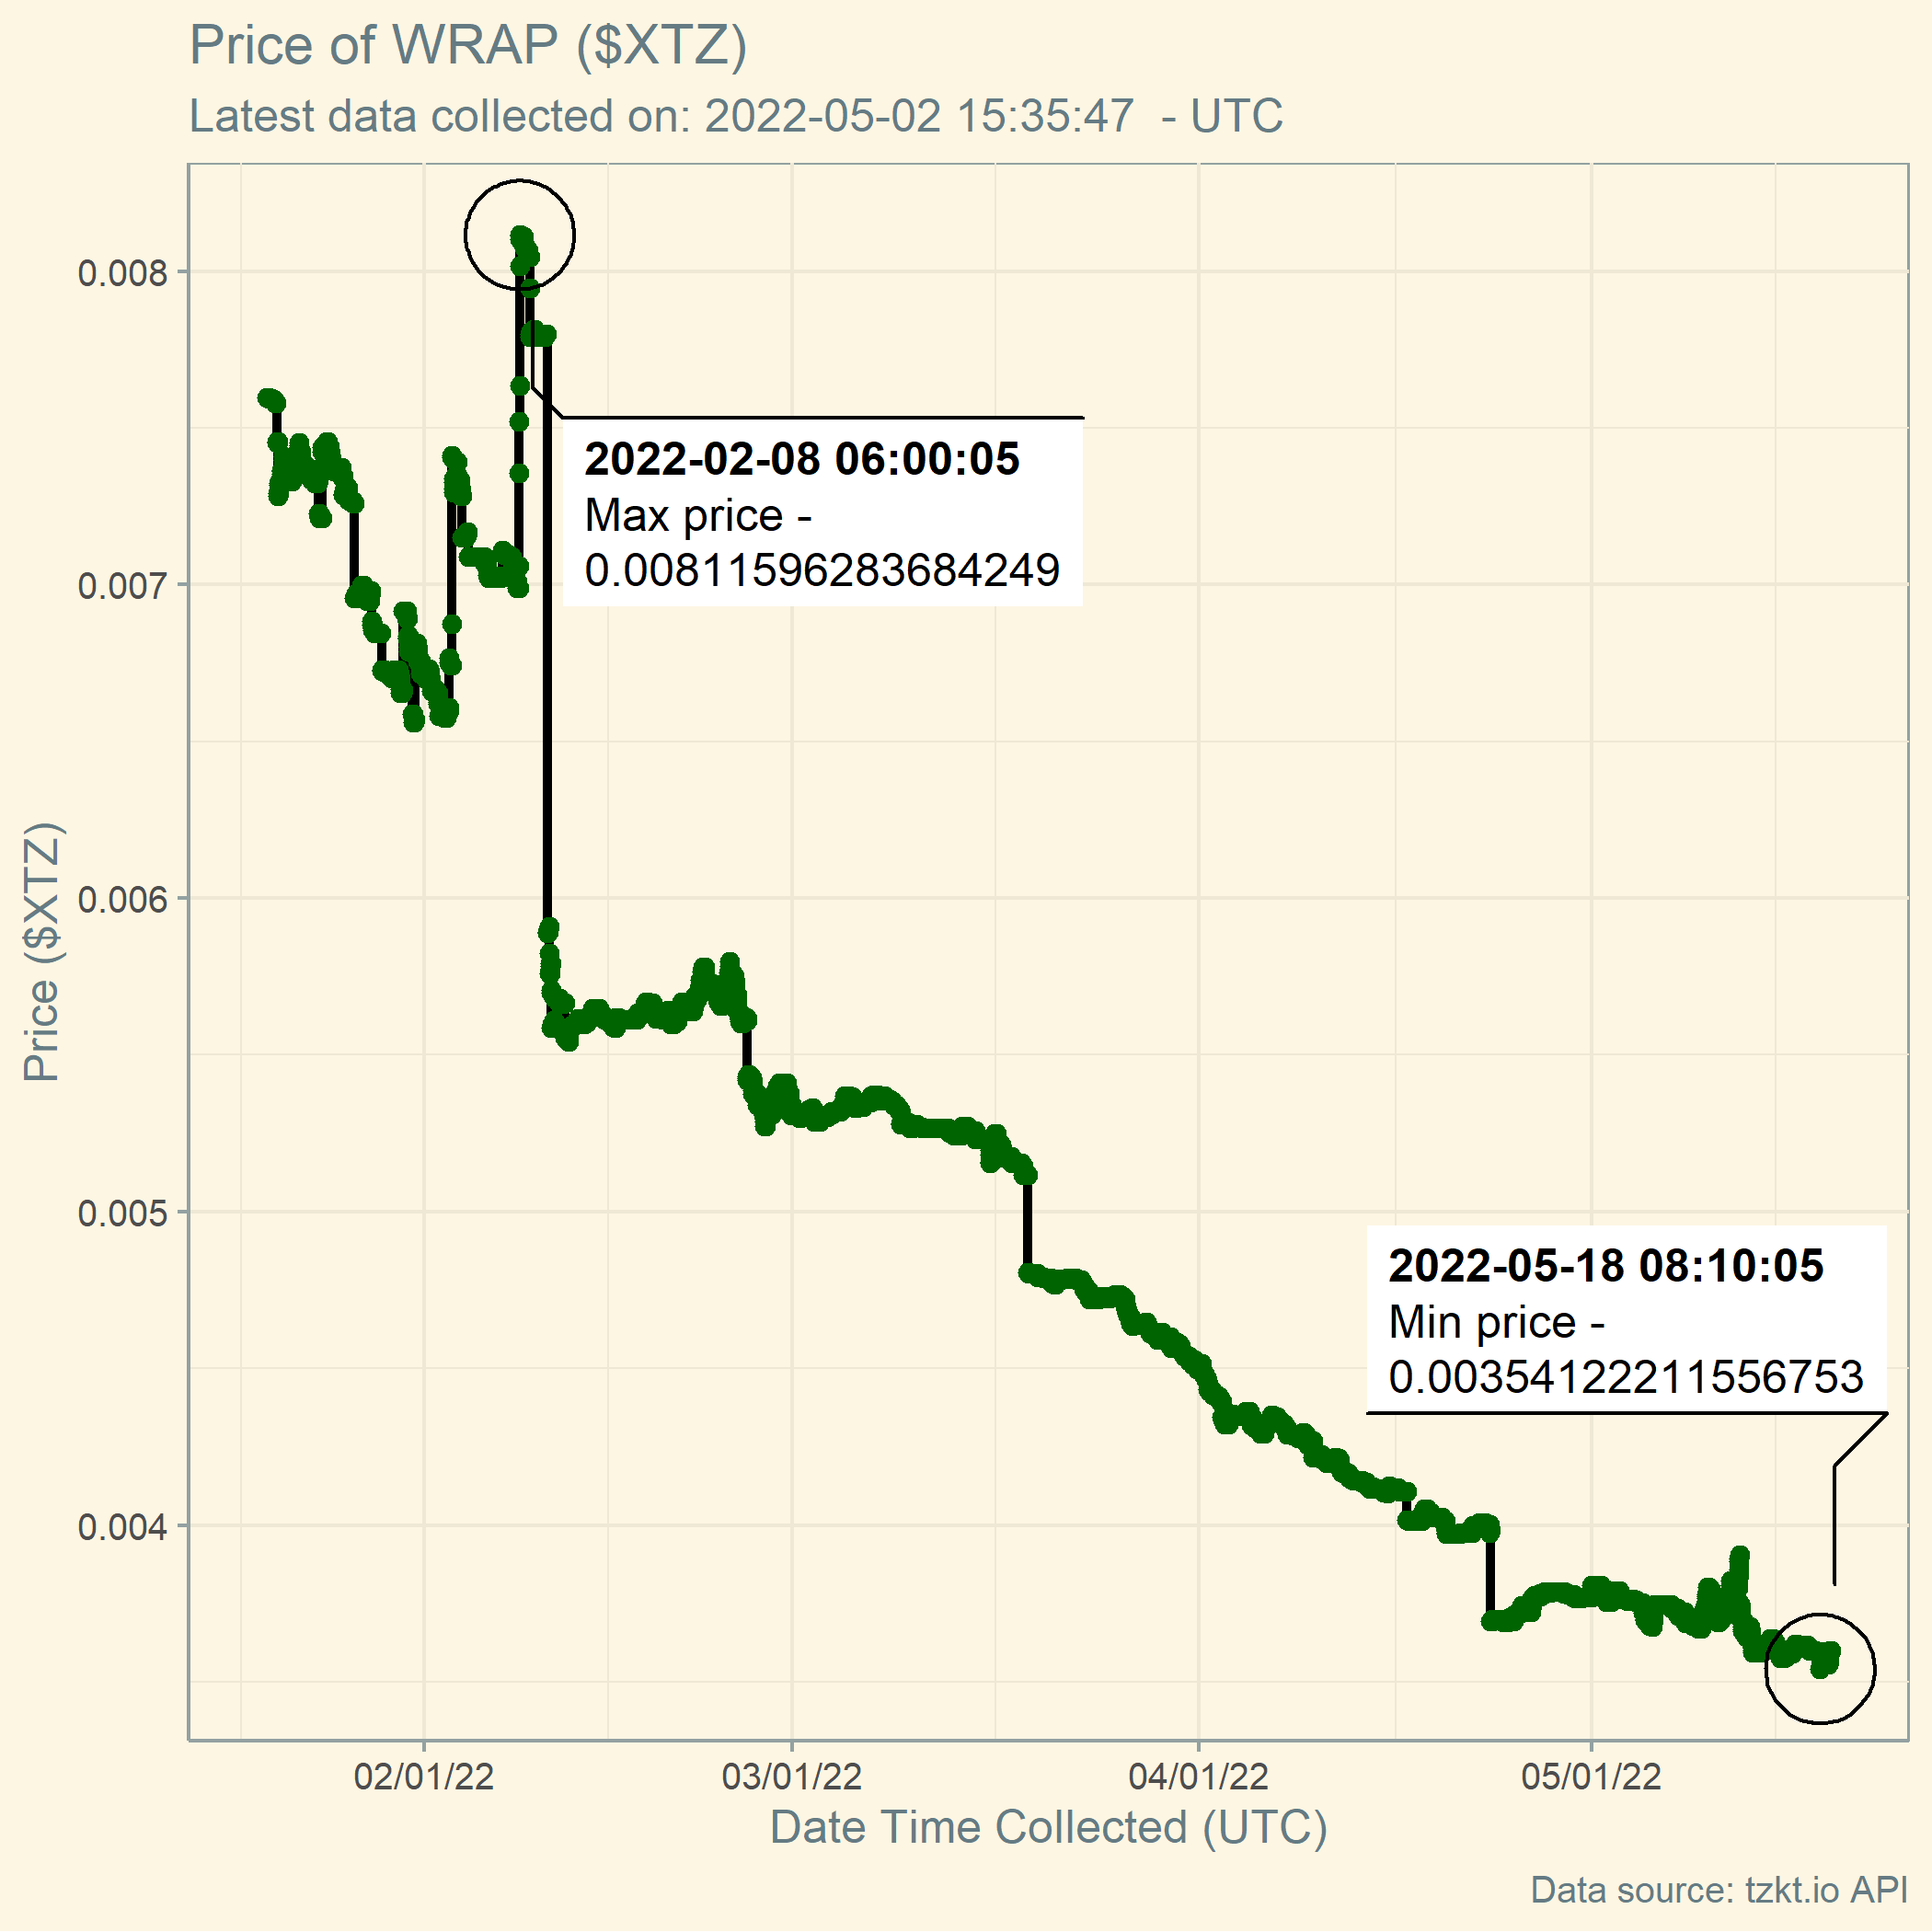 Price of WRAP ($XTZ)
Latest data collected on: 2022-05-02 15:35:47  - UTC
0.008
0.007
0.006
0.005
0.004
Price ($XTZ)
2022-02-08 06:00:05
Max price -
0.00811596283684249
2022-05-18 08:10:05
Min price -
0.00354122211556753
02/01/22
03/01/22
04/01/22
05/01/22
Date Time Collected (UTC)
Data source: tzkt.io API